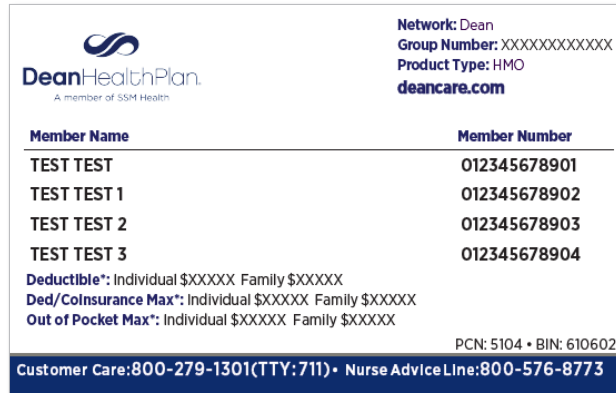 DeanHealthPlan.
A member of SSM Health
Network: Dean
Group Number: XXXXXXXXXXXX
Product Type: HMO
deancare.com
Member Name Member Number
TEST TEST 012345678901
TEST TEST 1 012345678902
TEST TEST 2 012345678903
TEST TEST 3 012345678904
Deductible*: Individual $XXXXX Family $XXXXX
Ded/Coinsurance Max*: Individual $XXXXX Family $XXXXX
Out of Pocket Max*: Individual $XXXXX Family $XXXXX
PCN: 5104 • BIN: 610602
Customer Care:800-279-1301(TTY:711)• Nurse Advice Line:800-576-8773